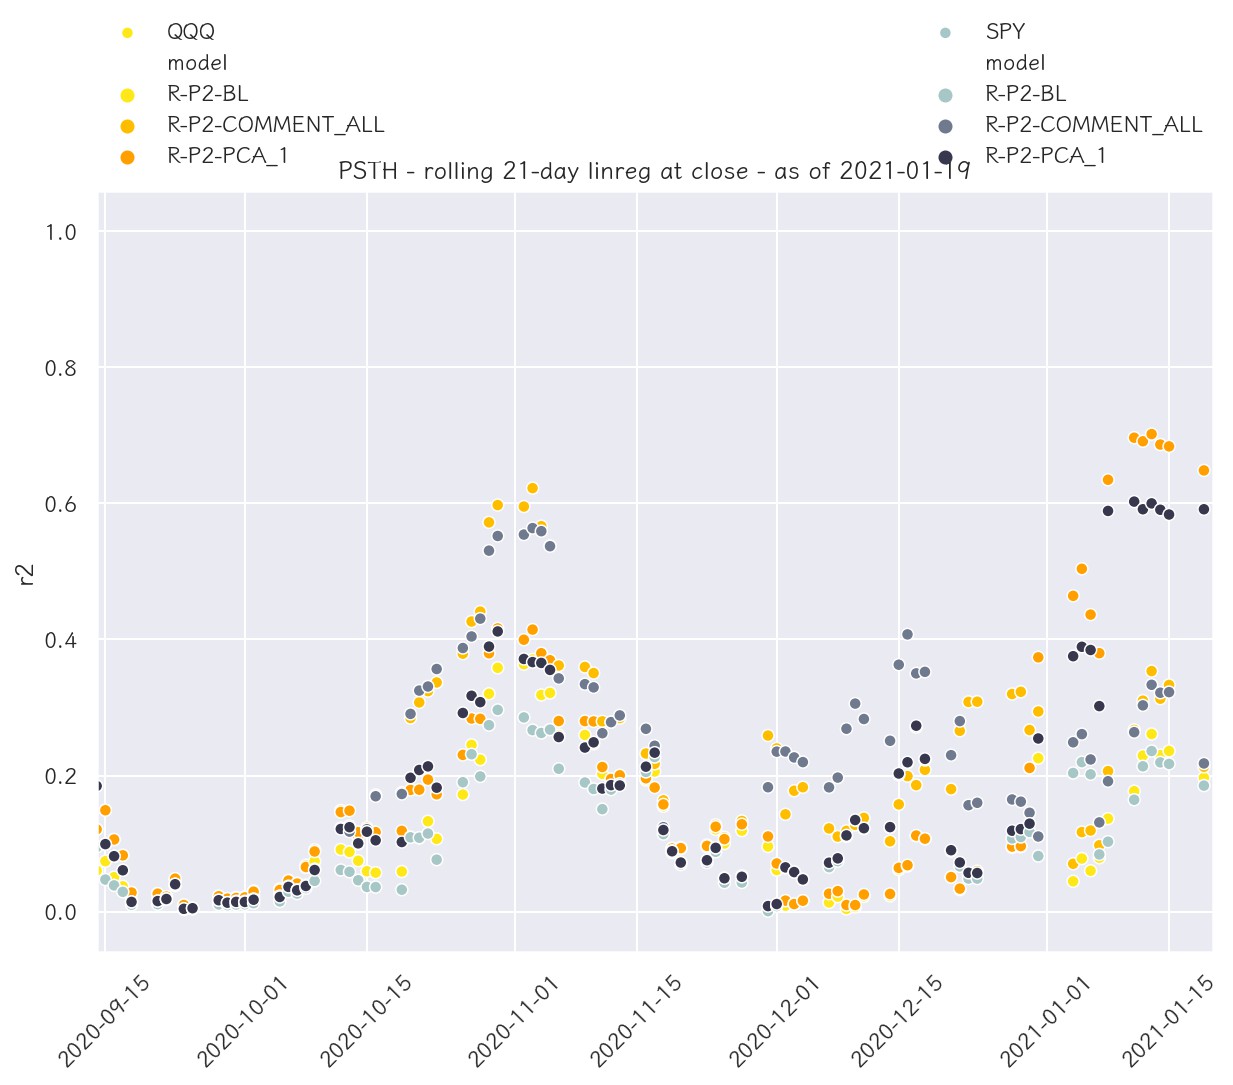 QQQ
model
R-P2-BL
R-P2-COMMENT_ALL
R-P2-PCA_1
SPY
model
R-P2-BL
R-P2-COMMENT_ALL
R-P2-PCA_1
PSTH - rolling 21-day linreg at close - as of 2021-01-19
1.0
0.8
0.6
0.4
0.2
0.0
r2
2020-09-15
2020-10-01
2020-10-15
2020-11-01
2020-11-15
2020-12-01
2020-12-15
2021-01-01
2021-01-15